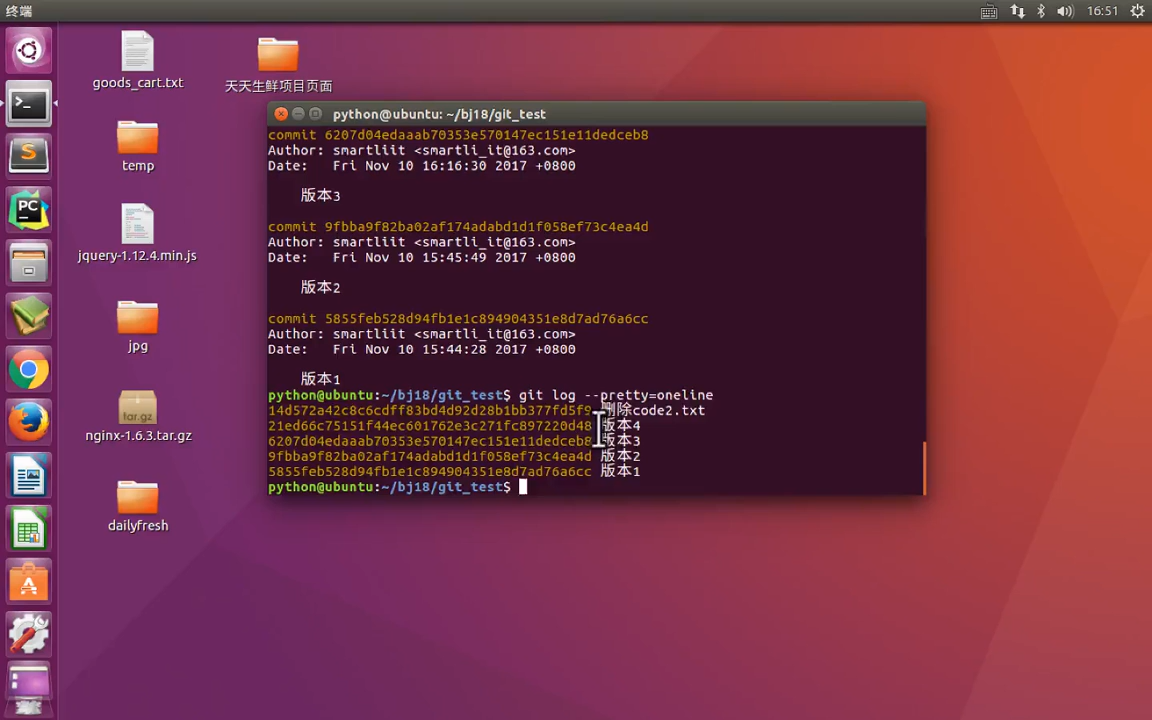 终端
16:51
goods_cart.txt
天天生鲜项目页面
temp
jquery-1.12.4.min.js
jpg
tar.gz
nginx-1.6.3.tar.gz
dailyfresh
python@ubuntu: ~/bj18/git_test
commit 6207d04edaaab70353e570147ec151e11dedceb8
Author: smartliit <smartli_it@163.com>
Date:   Fri Nov 10 16:16:30 2017 +0800
版本3
commit 9fbba9f82ba02af174adabd1d1f058ef73c4ea4d
Author: smartliit <smartli_it@163.com>
Date:   Fri Nov 10 15:45:49 2017 +0800
版本2
commit 5855feb528d94fb1e1c894904351e8d7ad76a6cc
Author: smartliit <smartli_it@163.com>
Date:   Fri Nov 10 15:44:28 2017 +0800
版本1
python@ubuntu:~/bj18/git_test$ git log --pretty=oneline
14d572a42c8c6cdff83bd4d92d28b1bb377fd5f9 删除code2.txt
21ed66c75151f44ec601762e3c271fc897220d48 版本4
6207d04edaaab70353e570147ec151e11dedceb8 版本3
9fbba9f82ba02af174adabd1d1f058ef73c4ea4d 版本2
5855feb528d94fb1e1c894904351e8d7ad76a6cc 版本1
python@ubuntu:~/bj18/git_test$